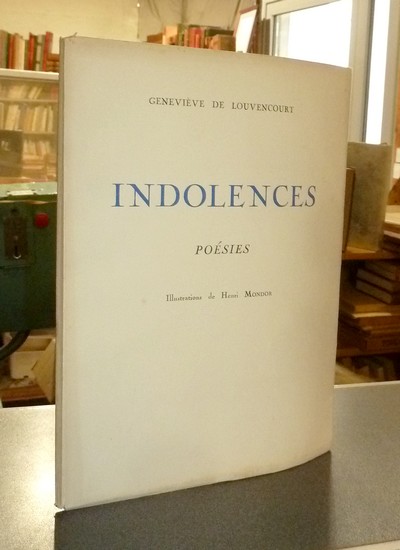 GENEVIÈVE DE LOUVENCOURT
INDOLENCES
POÉSIES
Illustrations de Henri MONDOR